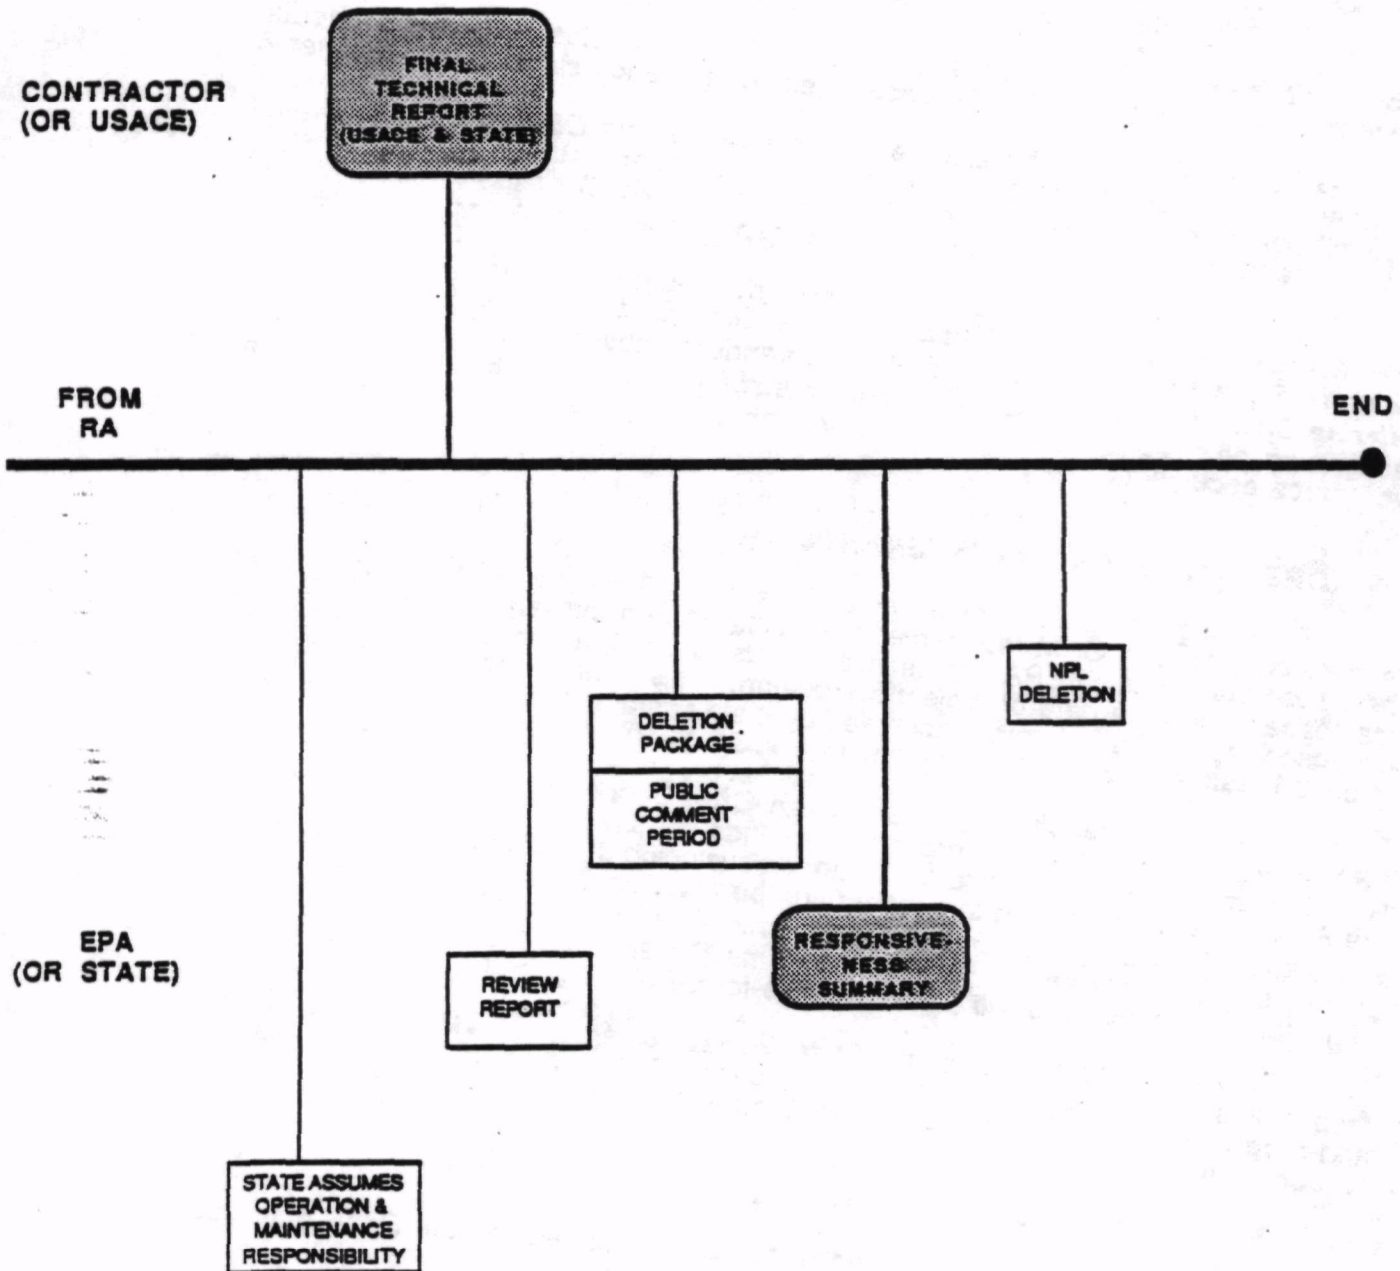 FINAL
TECHNICAL
REPORT
(USACE & STATE)
CONTRACTOR
(OR USACE)
FROM
RA
END
NPL
DELETION
DELETION
PACKAGE
PUBLIC
COMMENT
PERIOD
EPA
(OR STATE)
REVIEW
REPORT
RESPONSIVE-
NESS
SUMMARY
STATE ASSUMES
OPERATION &
MAINTENANCE
RESPONSIBILITY